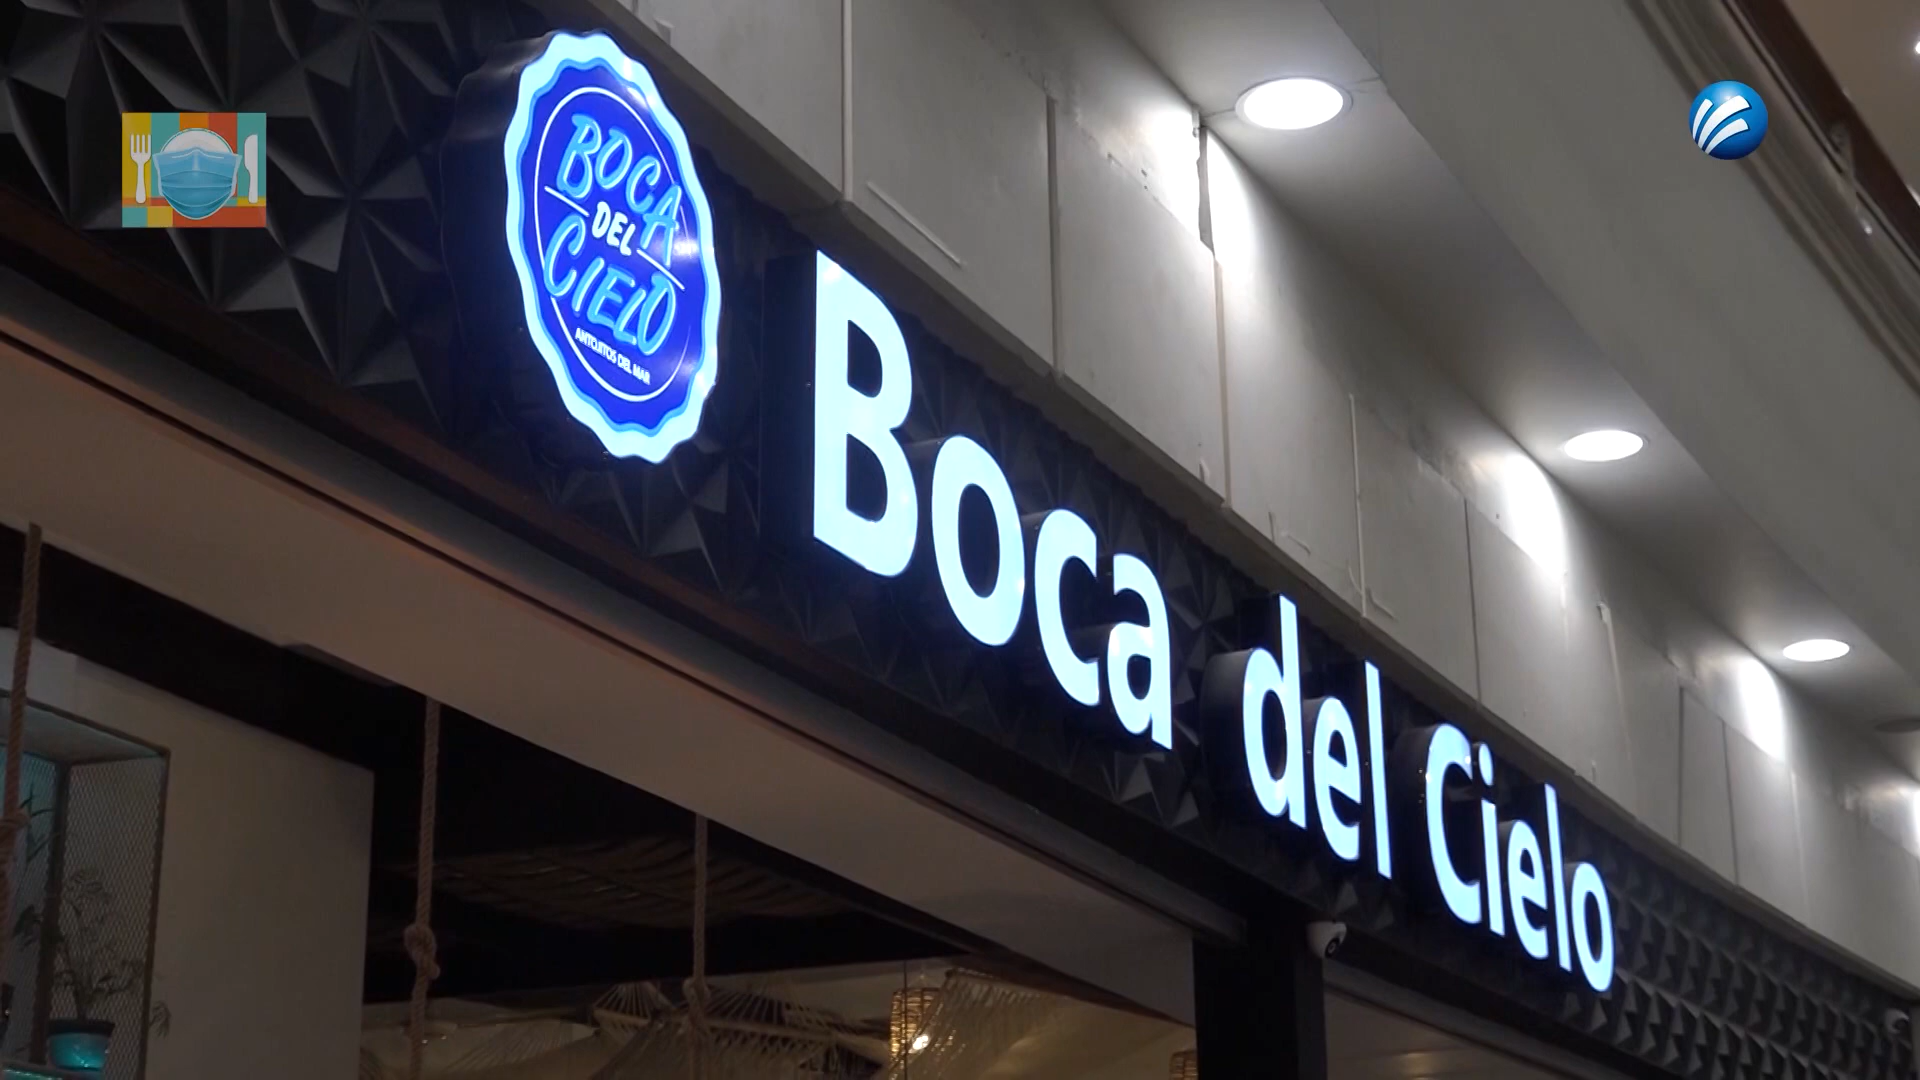 BOCA
DEL
CIELO
ANTOJITOS DEL MAR
Boca del Cielo